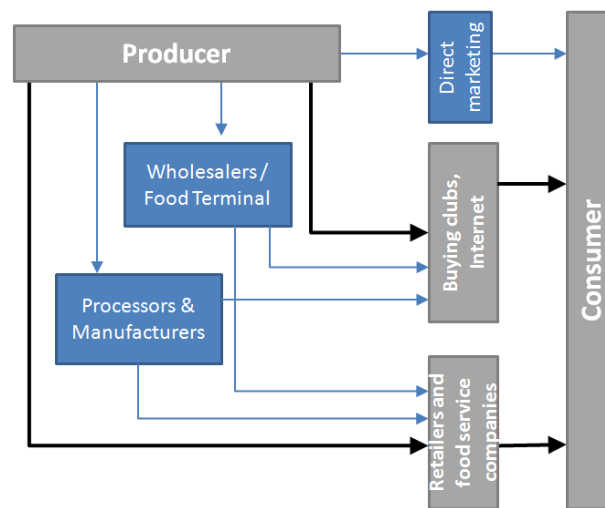 Producer
Direct
marketing
Wholesalers /
Food Terminal
Buying clubs,
Internet
Processors &
Manufacturers
Retailers and
food service
companies
Consumer